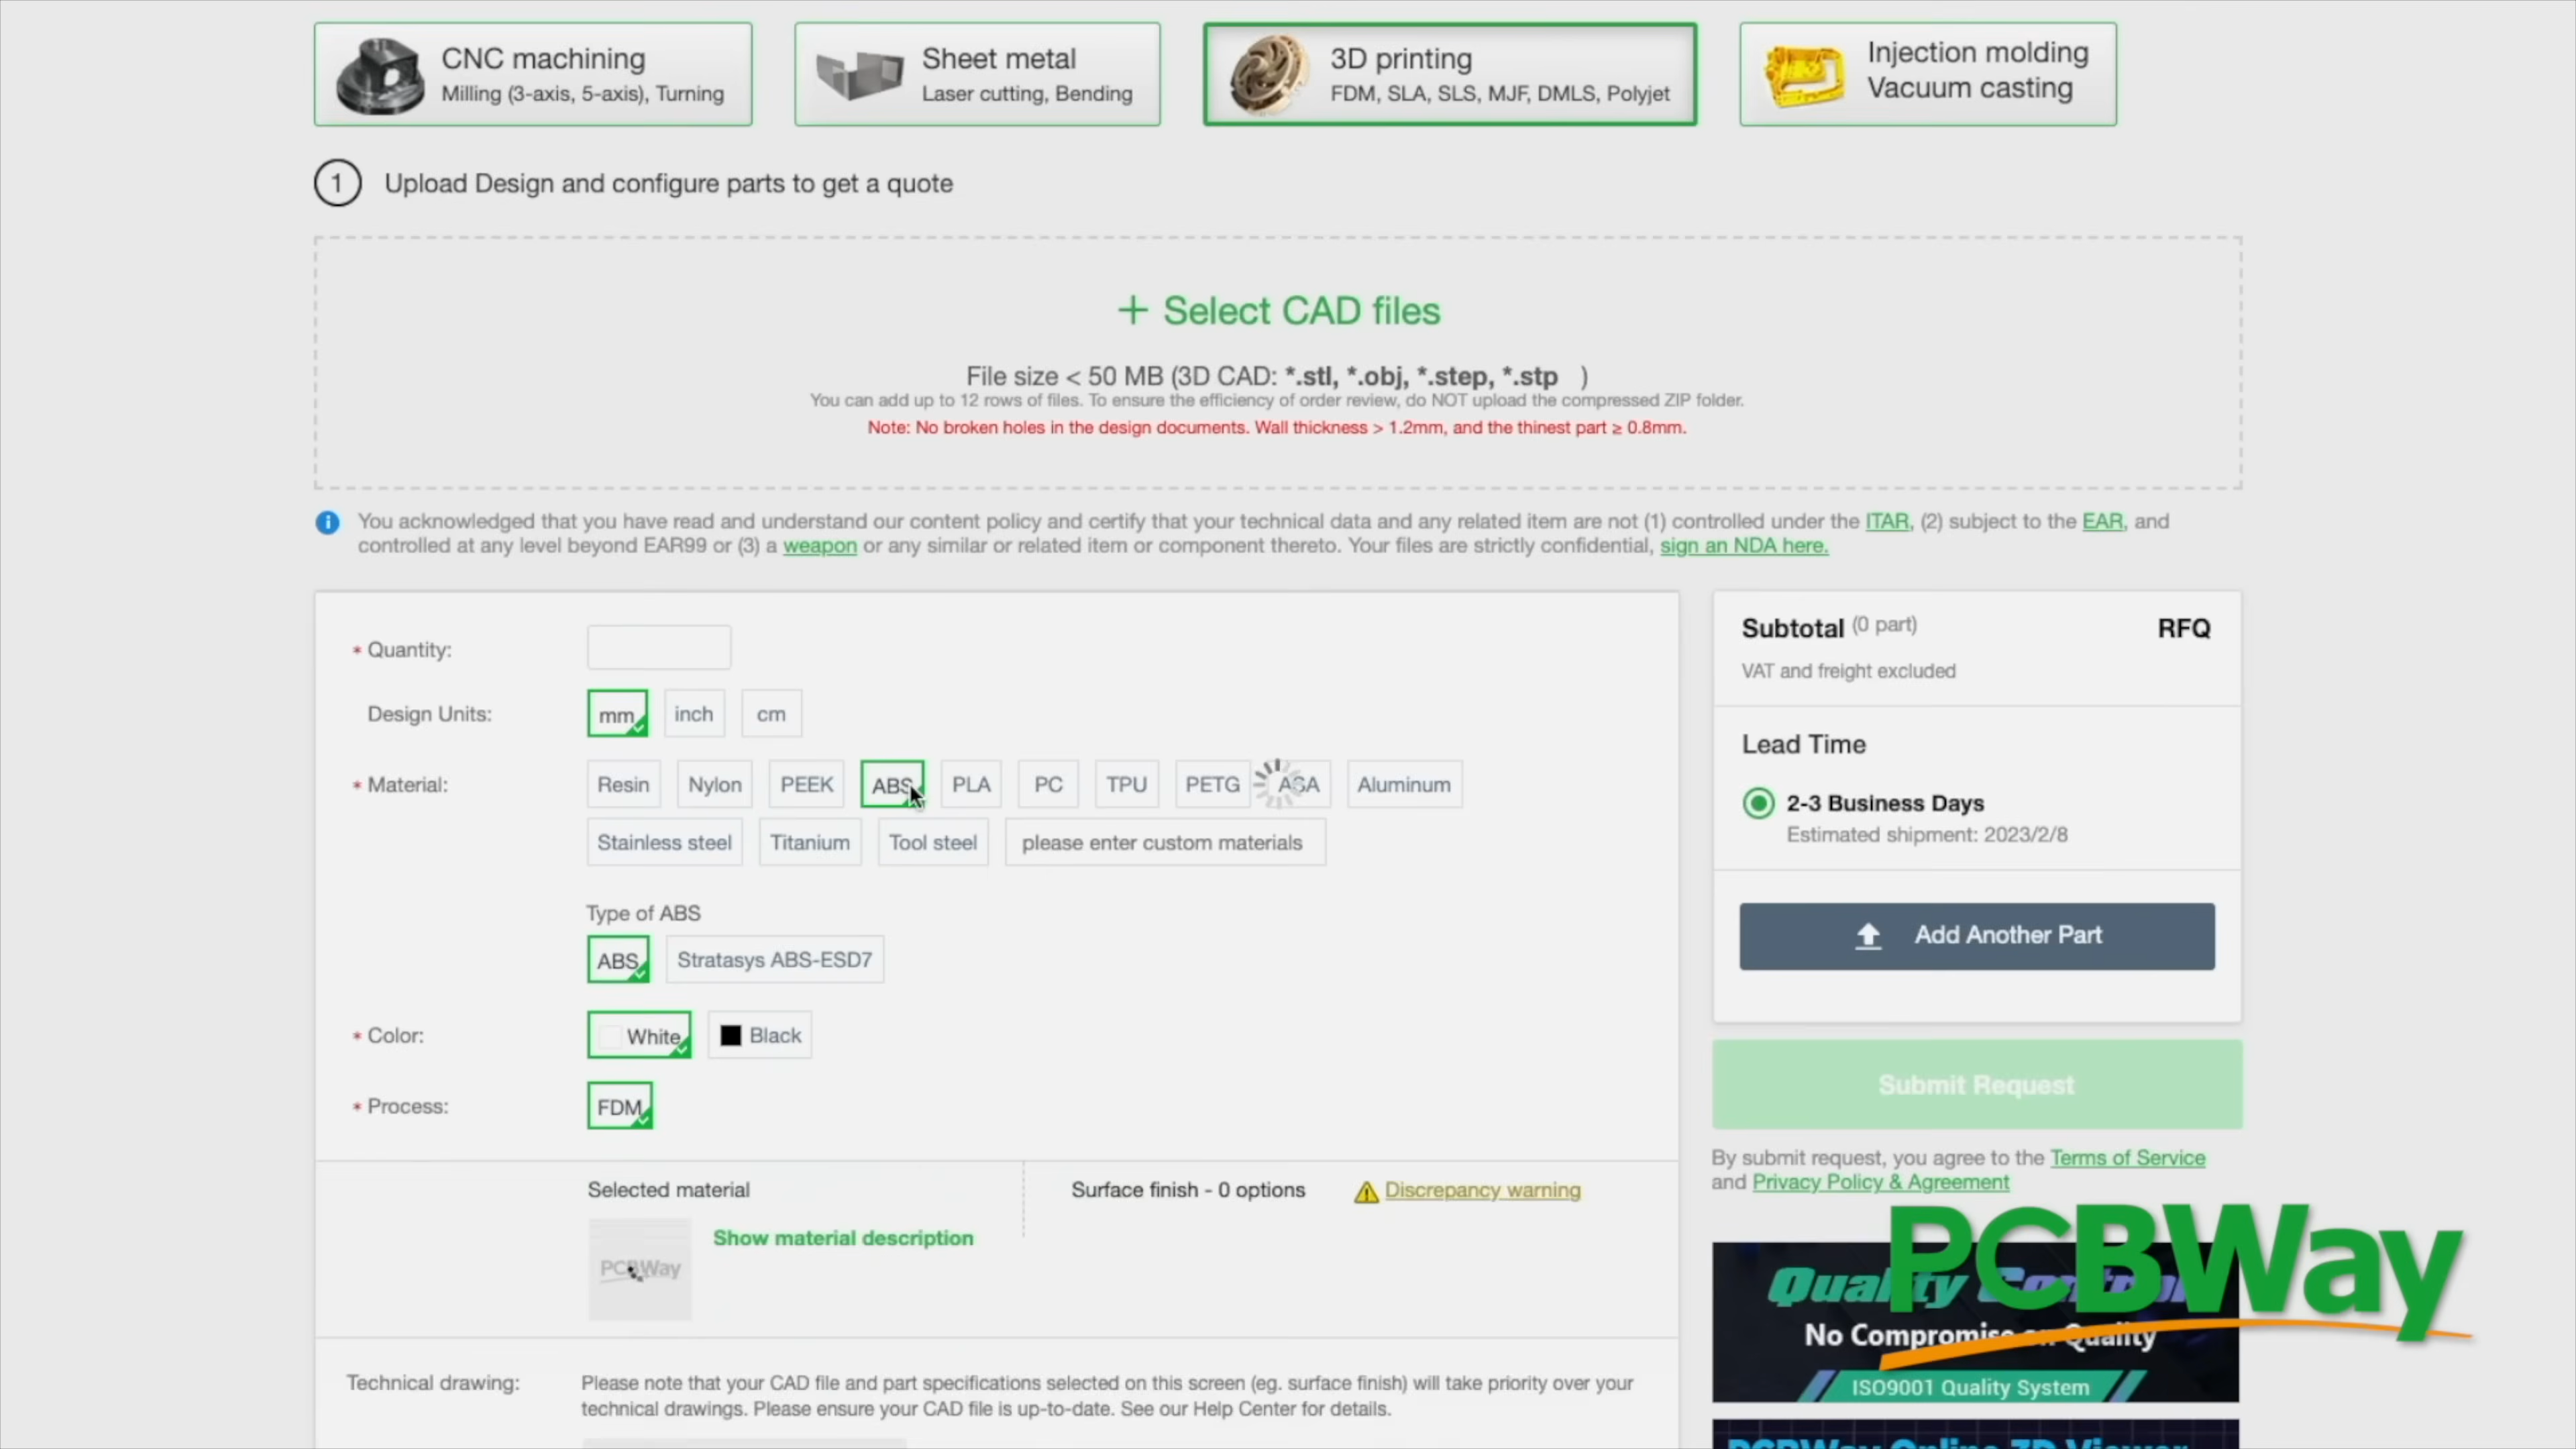 CNC machining
Milling (3-axis, 5-axis), Turning
Sheet metal
Laser cutting, Bending
3D printing
FDM, SLA, SLS, MJF, DMLS, Polyjet
Injection molding
Vacuum casting
1 Upload Design and configure parts to get a quote
+ Select CAD files
File size < 50 MB (3D CAD: *.stl, *.obj, *.step, *.stp )
You can add up to 12 rows of files. To ensure the efficiency of order review, do NOT upload the compressed ZIP folder.
Note: No broken holes in the design documents. Wall thickness > 1.2mm, and the thinest part ≥ 0.8mm.
You acknowledged that you have read and understand our content policy and certify that your technical data and any related item are not (1) controlled under the ITAR, (2) subject to the EAR, and
controlled at any level beyond EAR99 or (3) a weapon or any similar or related item or component thereto. Your files are strictly confidential, sign an NDA here.
* Quantity:
Design Units: mm inch cm
* Material: Resin Nylon PEEK ABS PLA PC TPU PETG ASA Aluminum
Stainless steel Titanium Tool steel please enter custom materials
Type of ABS
ABS Stratasys ABS-ESD7
* Color: White Black
* Process: FDM
Selected material
Show material description
PCBWay
Surface finish - 0 options
Discrepancy warning
Technical drawing: Please note that your CAD file and part specifications selected on this screen (eg. surface finish) will take priority over your
technical drawings. Please ensure your CAD file is up-to-date. See our Help Center for details.
Subtotal (0 part) RFQ
VAT and freight excluded
Lead Time
2-3 Business Days
Estimated shipment: 2023/2/8
Add Another Part
Submit Request
By submit request, you agree to the Terms of Service
and Privacy Policy & Agreement
PCBWay
Quality Control
No Compromise on Quality
ISO9001 Quality System
PCBWay Online 3D Viewer